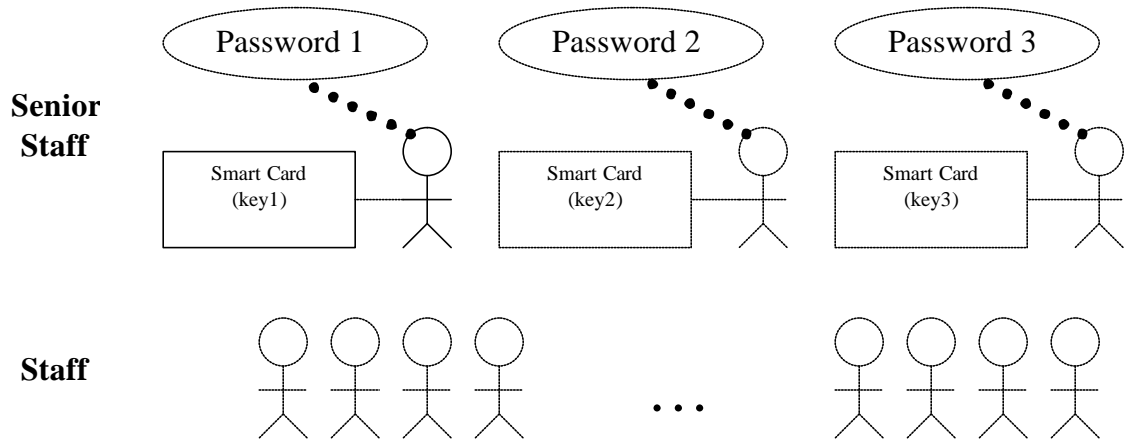 Password 1
Password 2
Password 3
Senior
Staff
Smart Card
(key1)
Smart Card
(key2)
Smart Card
(key3)
Staff
...